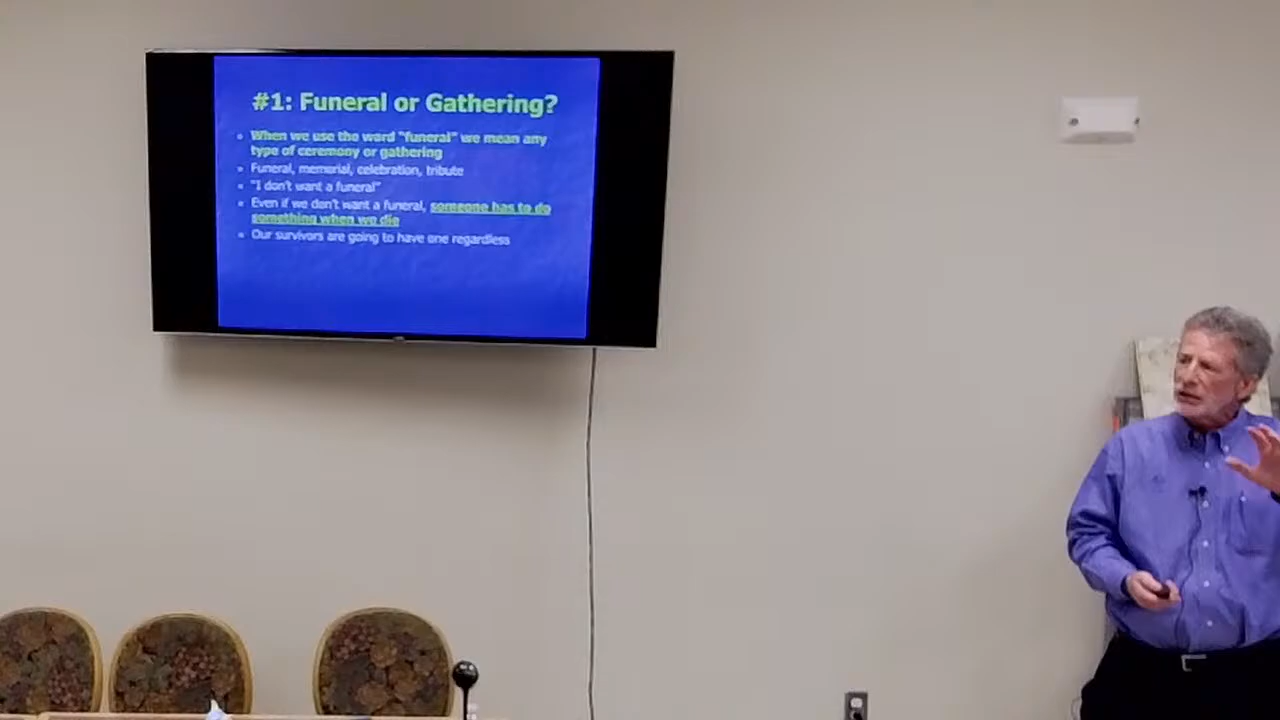 #1: Funeral or Gathering?
When we use the word "funeral" we mean any
type of ceremony or gathering
Funeral, memorial, celebration, tribute
"I don't want a funeral"
Even if we don't want a funeral, someone has to do
something when we die
Our survivors are going to have one regardless